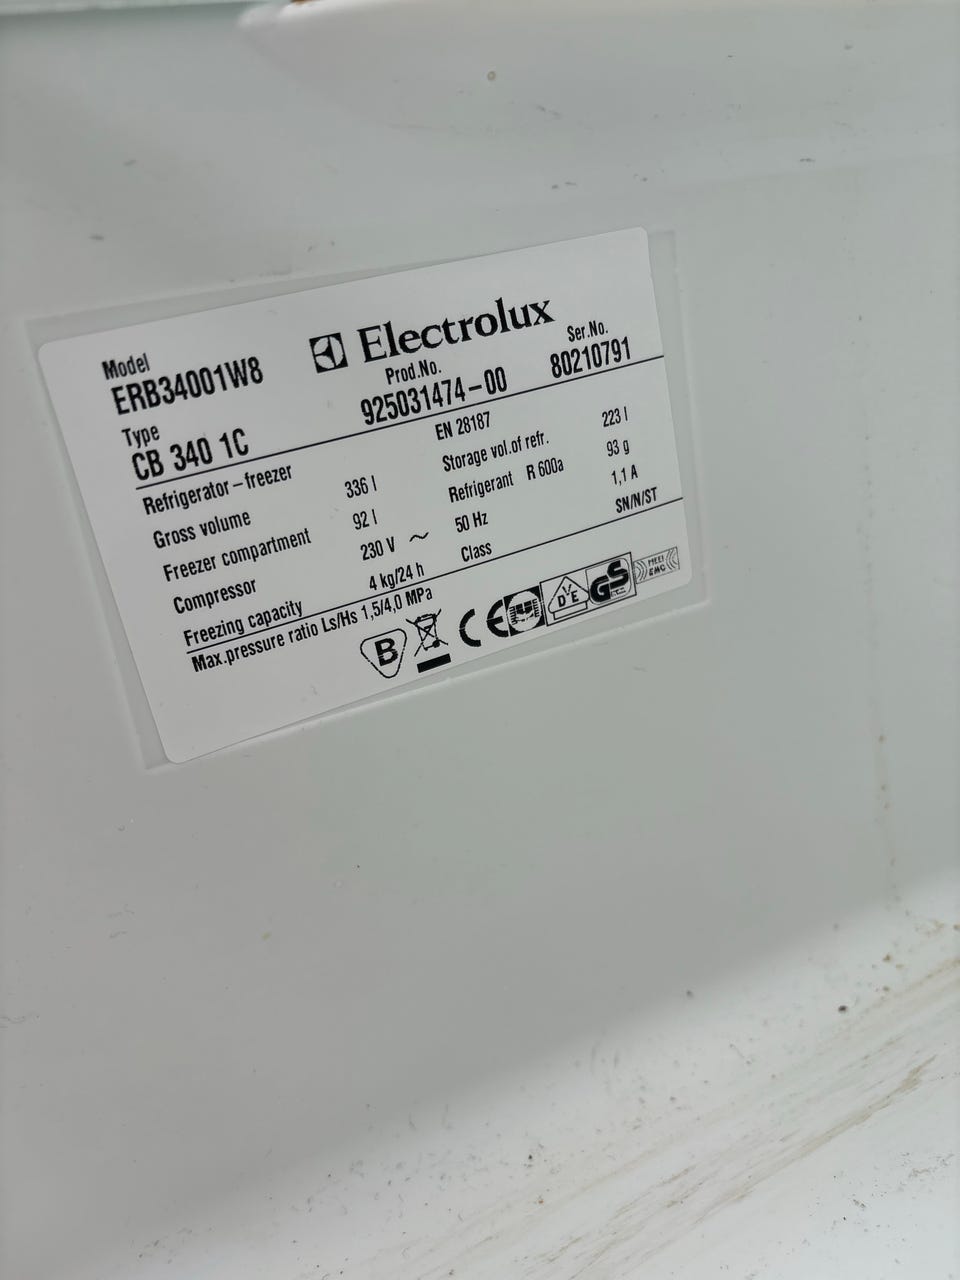 Electrolux
Model
ERB34001W8
Prod.No.
925031474-00
Ser.No.
80210791
Type
CB 340 1C
Refrigerator-freezer
EN 28187
Gross volume 336 l
Storage vol.of refr. 223 l
Freezer compartment 92 l
Refrigerant R 600a 93 g
Compressor 230 V ~ 50 Hz 1,1 A
Freezing capacity 4 kg/24 h
Class SN/N/ST
Max.pressure ratio Ls/Hs 1,5/4,0 MPa
B
CE
VDE
GS
MEEI
EMC